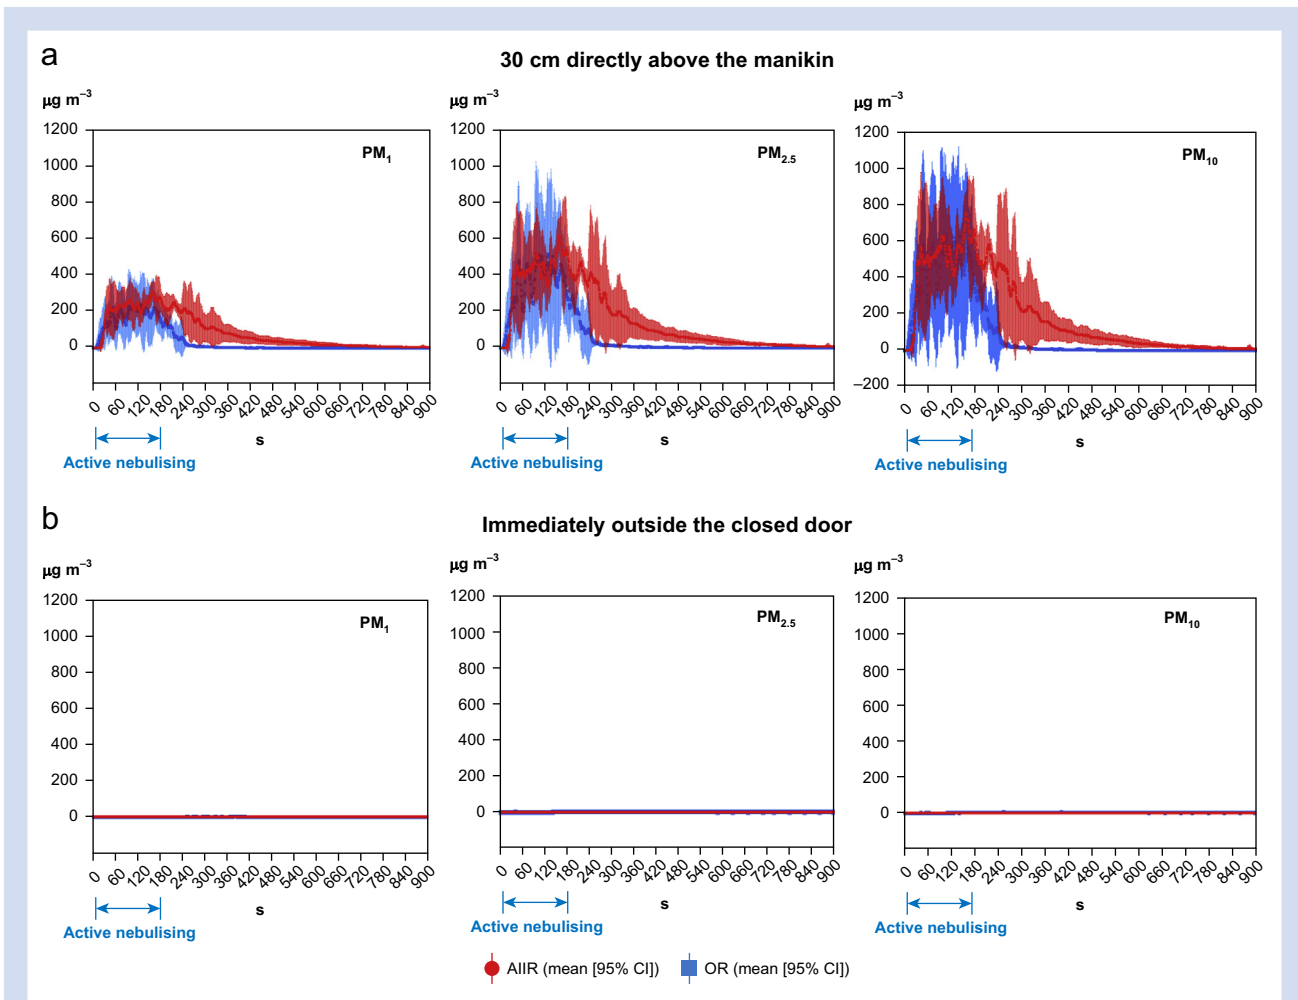 a
30 cm directly above the manikin
μg m⁻³
1200
1000
800
600
400
200
0
PM₁
0 60 120 180 240 300 360 420 480 540 600 660 720 780 840 900
s
Active nebulising
μg m⁻³
1200
1000
800
600
400
200
0
PM₂.₅
0 60 120 180 240 300 360 420 480 540 600 660 720 780 840 900
s
Active nebulising
μg m⁻³
1200
1000
800
600
400
200
0
−200
PM₁₀
0 60 120 180 240 300 360 420 480 540 600 660 720 780 840 900
s
Active nebulising
b
Immediately outside the closed door
μg m⁻³
1200
1000
800
600
400
200
0
PM₁
0 60 120 180 240 300 360 420 480 540 600 660 720 780 840 900
s
Active nebulising
μg m⁻³
1200
1000
800
600
400
200
0
PM₂.₅
0 60 120 180 240 300 360 420 480 540 600 660 720 780 840 900
s
Active nebulising
μg m⁻³
1200
1000
800
600
400
200
0
PM₁₀
0 60 120 180 240 300 360 420 480 540 600 660 720 780 840 900
s
Active nebulising
AIIR (mean [95% CI]) OR (mean [95% CI])